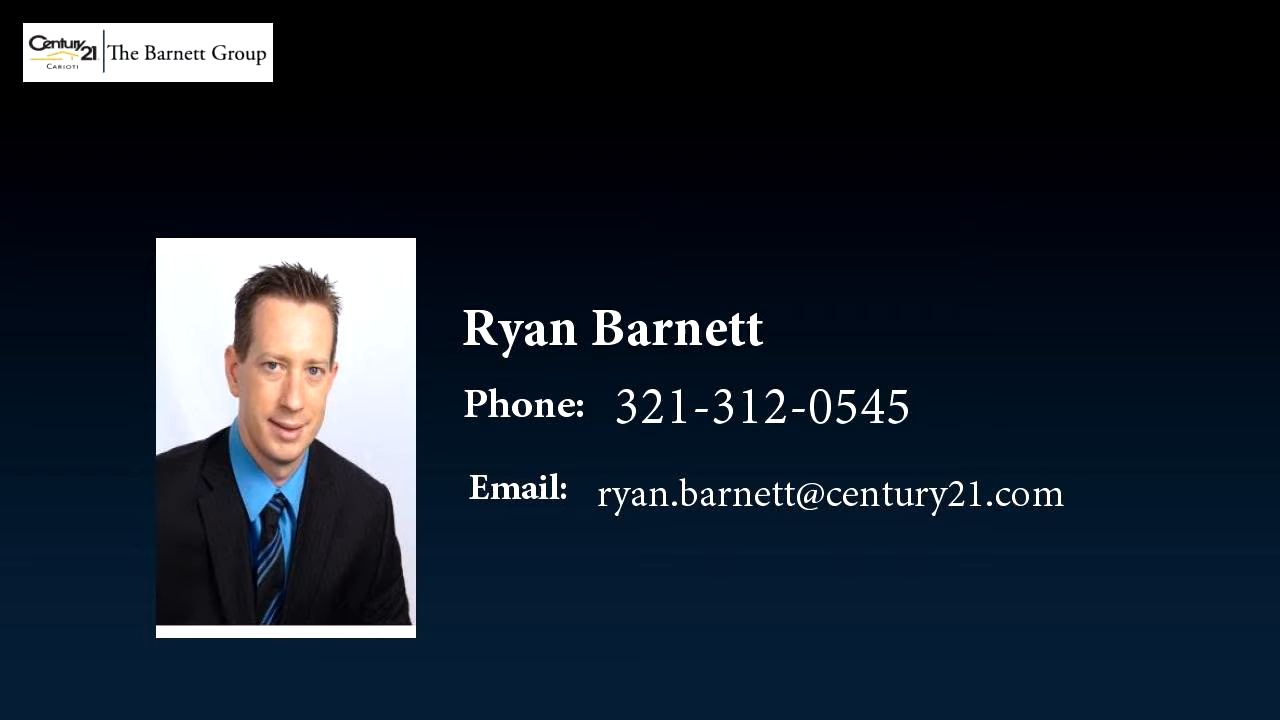 Century 21
CARIOTI
The Barnett Group
Ryan Barnett
Phone: 321-312-0545
Email: ryan.barnett@century21.com